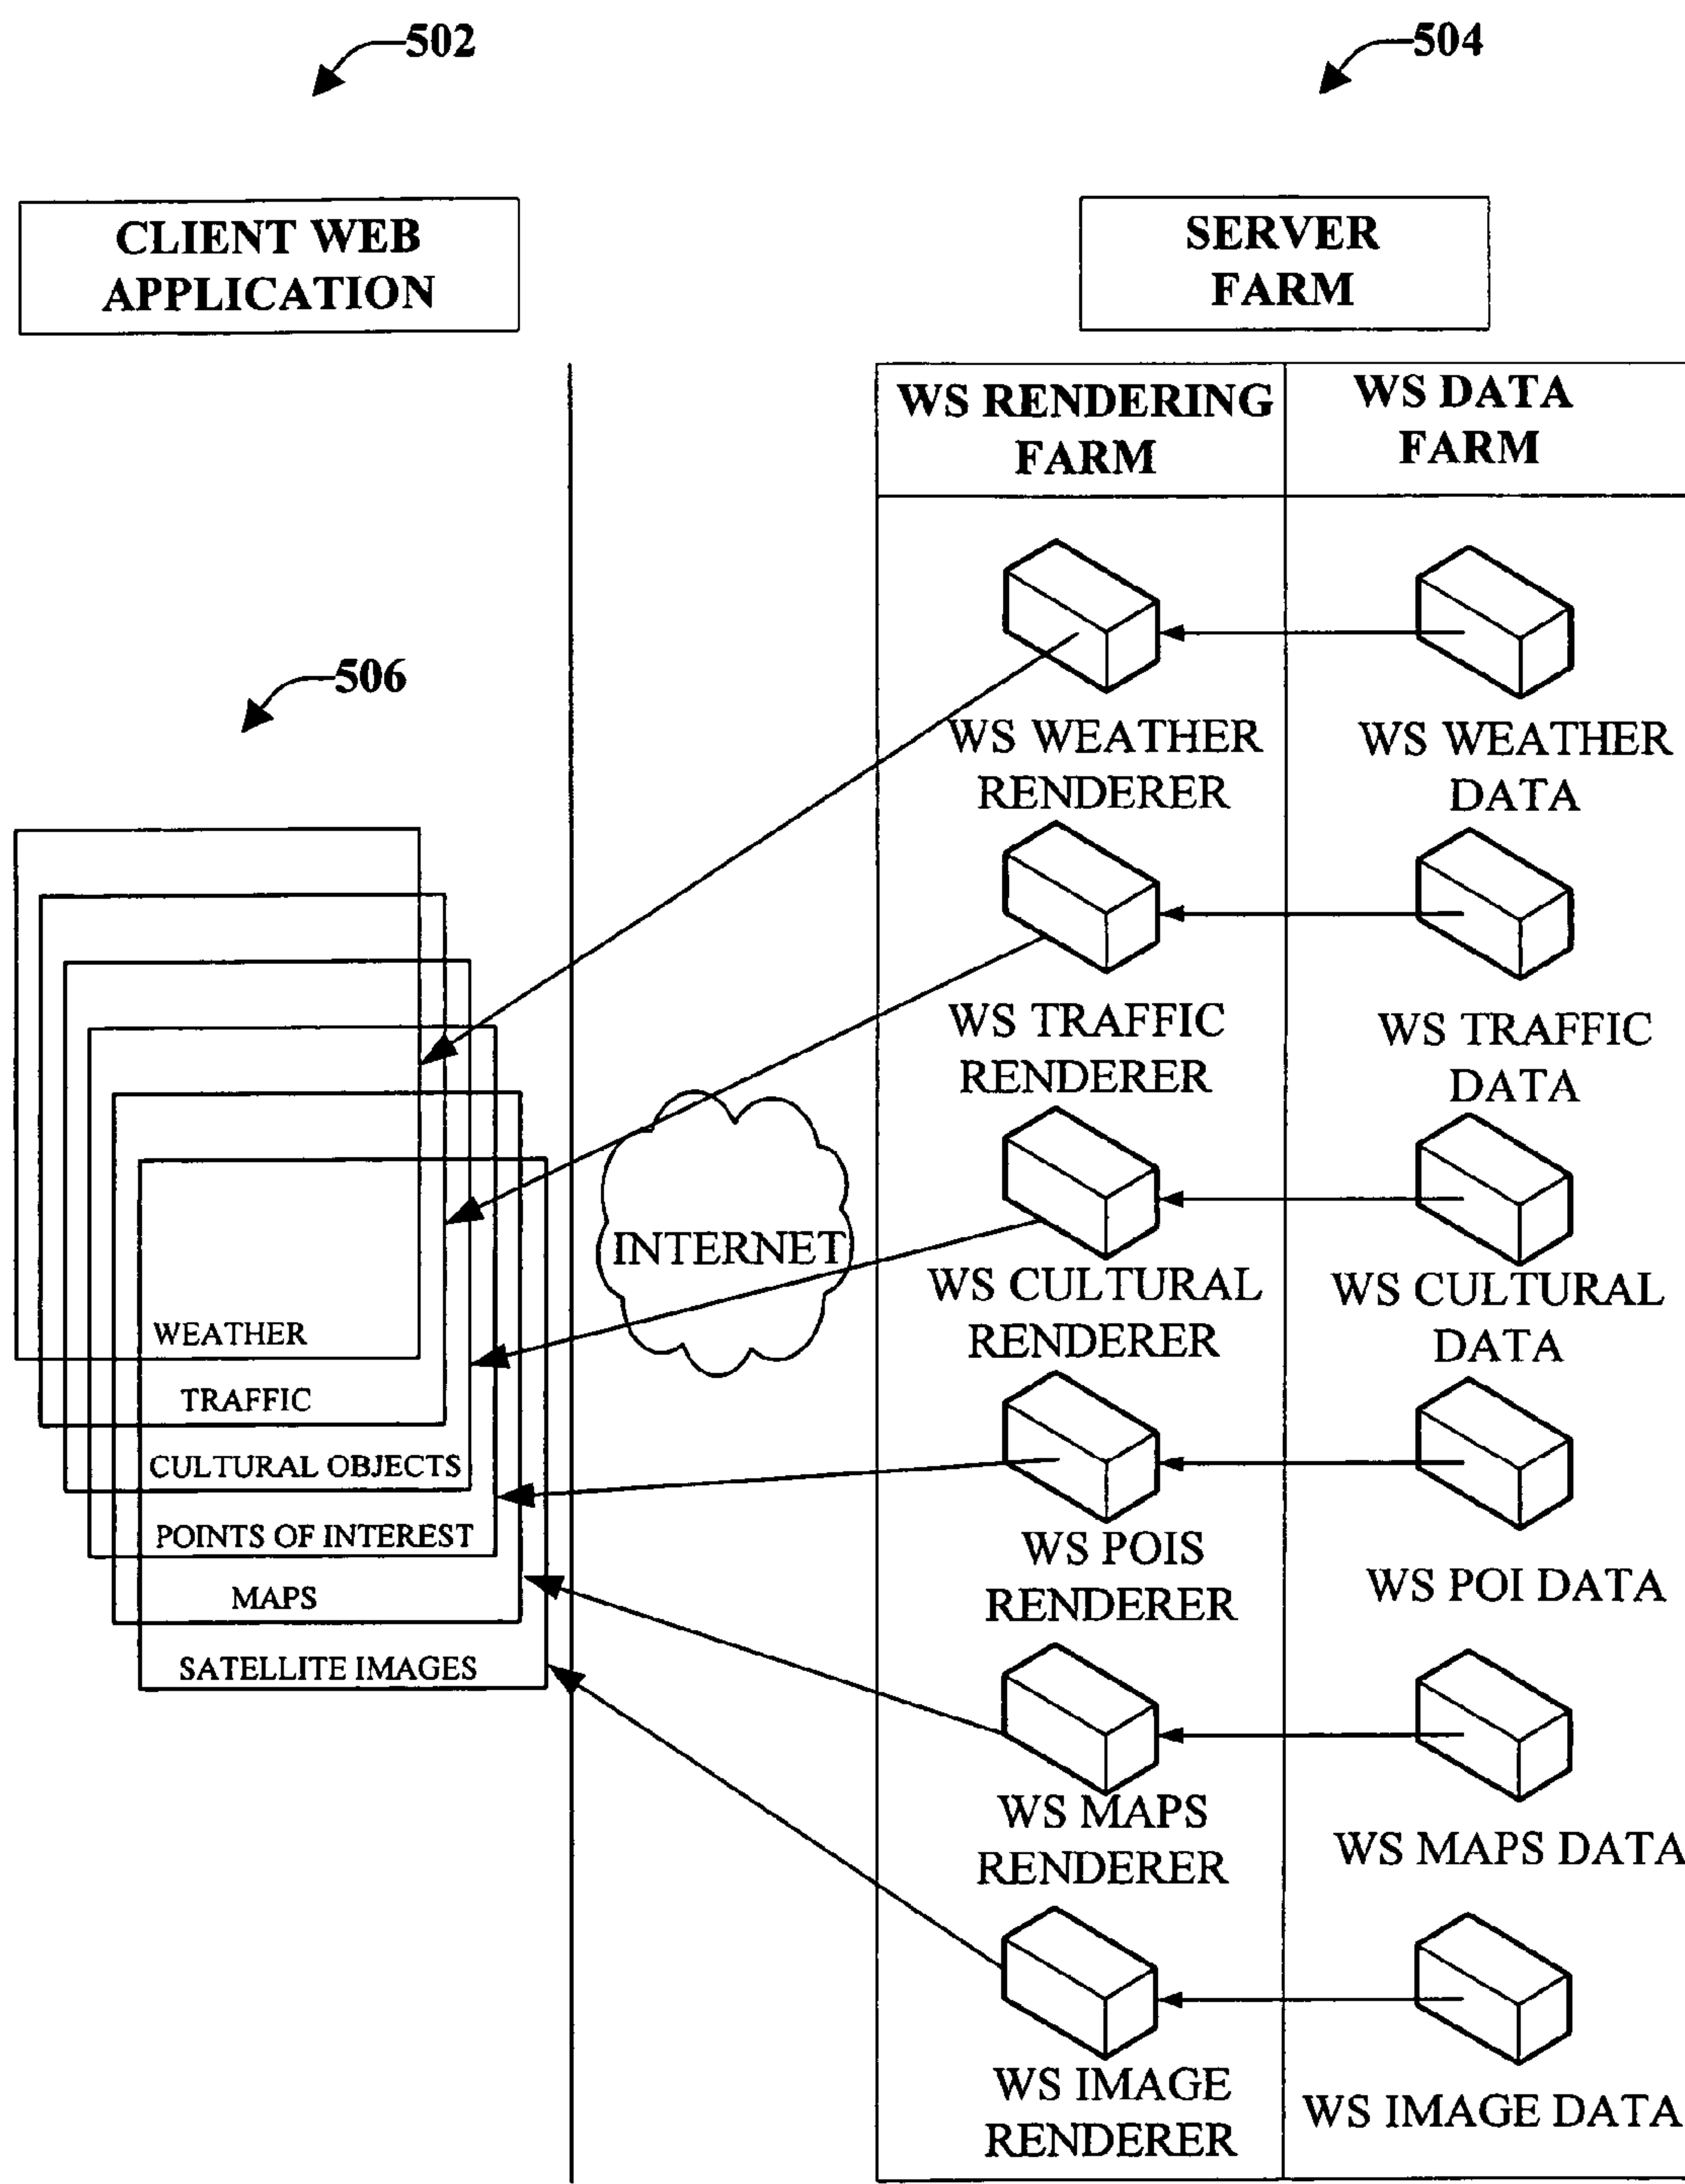 502
504
CLIENT WEB
APPLICATION
SERVER
FARM
WS RENDERING
FARM
WS DATA
FARM
506
WS WEATHER
RENDERER
WS WEATHER
DATA
WS TRAFFIC
RENDERER
WS TRAFFIC
DATA
INTERNET
WS CULTURAL
RENDERER
WS CULTURAL
DATA
WEATHER
TRAFFIC
CULTURAL OBJECTS
POINTS OF INTEREST
MAPS
SATELLITE IMAGES
WS POIS
RENDERER
WS POI DATA
WS MAPS
RENDERER
WS MAPS DATA
WS IMAGE
RENDERER
WS IMAGE DATA